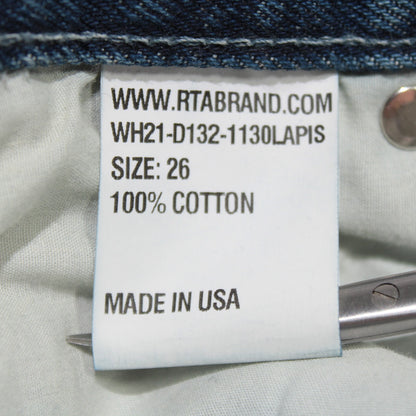 WWW.RTABRAND.COM
WH21-D132-1130LAPIS
SIZE: 26
100% COTTON
MADE IN USA